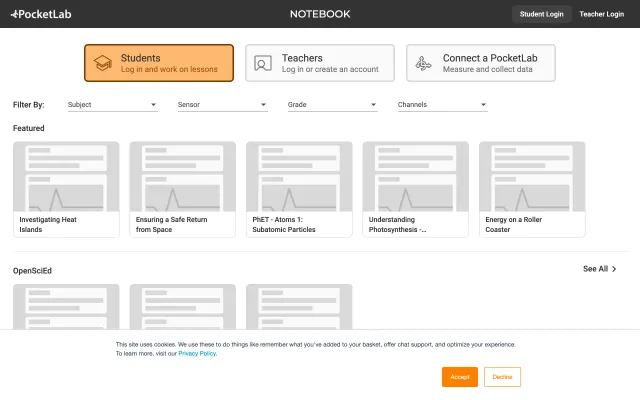 PocketLab
NOTEBOOK
Student Login
Teacher Login
Students
Log in and work on lessons
Teachers
Log in or create an account
Connect a PocketLab
Measure and collect data
Filter By:
Subject
Sensor
Grade
Channels
Featured
Investigating Heat
Islands
Ensuring a Safe Return
from Space
PhET - Atoms 1:
Subatomic Particles
Understanding
Photosynthesis -...
Energy on a Roller
Coaster
OpenSciEd
See All
This site uses cookies. We use these to do things like remember what you've added to your basket, offer chat support, and optimize your experience.
To learn more, visit our Privacy Policy.
Accept
Decline